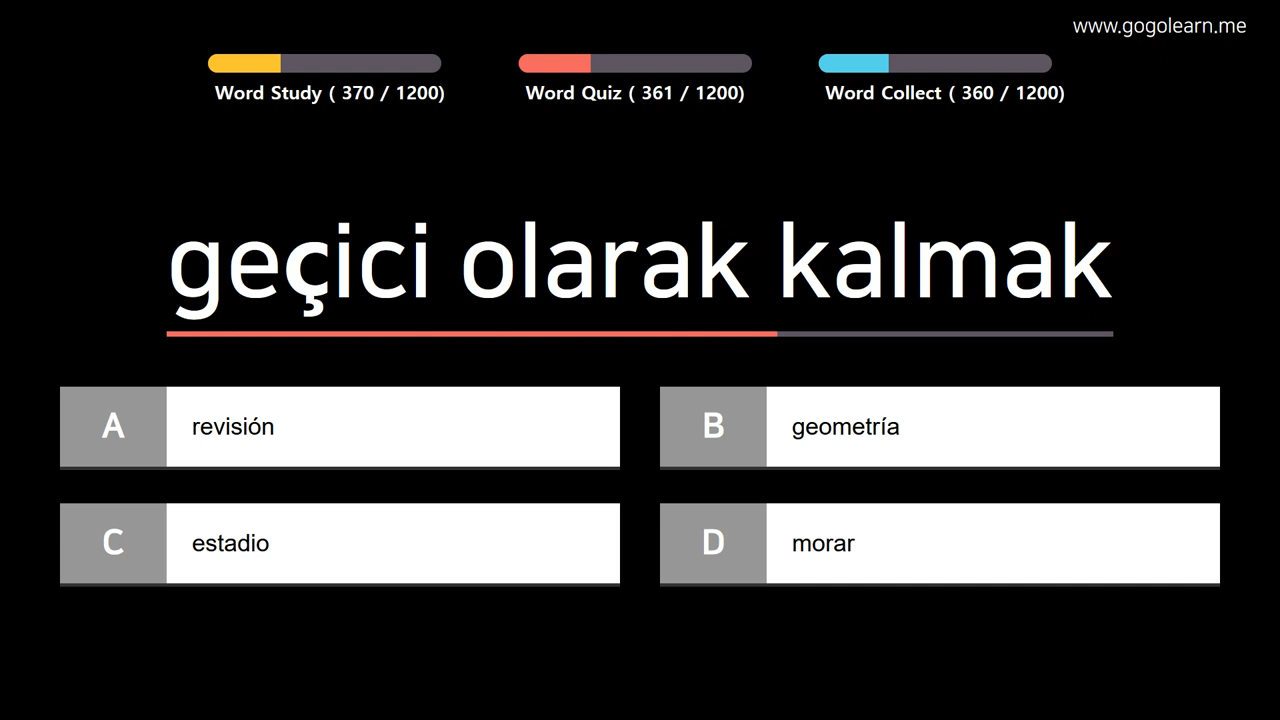 www.gogolearn.me
Word Study ( 370 / 1200)
Word Quiz ( 361 / 1200)
Word Collect ( 360 / 1200)
geçici olarak kalmak
A revisión
B geometría
C estadio
D morar